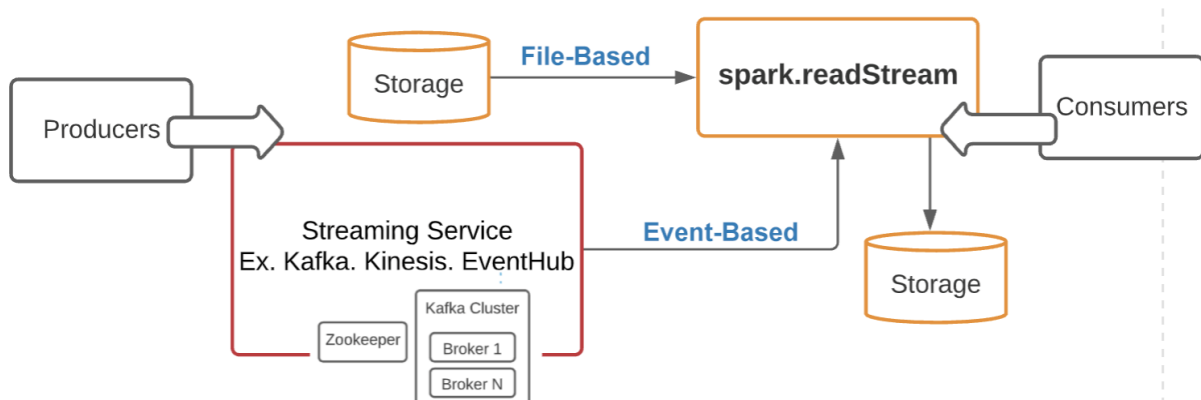 File-Based
Storage
spark.readStream
Producers
Consumers
Streaming Service
Ex. Kafka. Kinesis. EventHub
Event-Based
Storage
Kafka Cluster
Zookeeper
Broker 1
Broker N